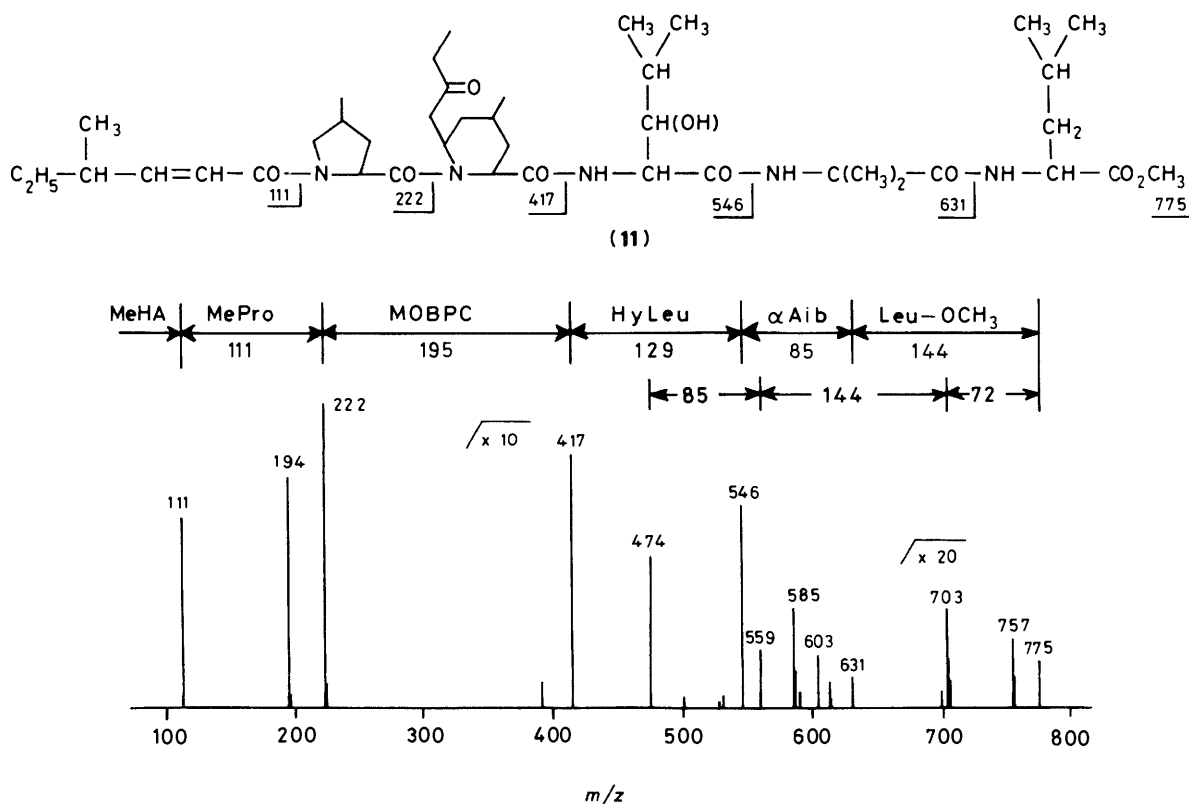 CH₃ CH₃ CH₃ CH₃
CH CH
O
CH₃ CH(OH) CH₂
C₂H₅–CH–CH=CH–CO–N CO–N CO–NH–CH–CO–NH–C(CH₃)₂–CO–NH–CH–CO₂CH₃
111 222 417 546 631 775
(11)
MeHA MePro MOBPC HyLeu αAib Leu–OCH₃
111 195 129 85 144
85 144 72
222
x 10
417
194
111
546
474
x 20
585
703
559
603
631
757
775
100 200 300 400 500 600 700 800
m/z